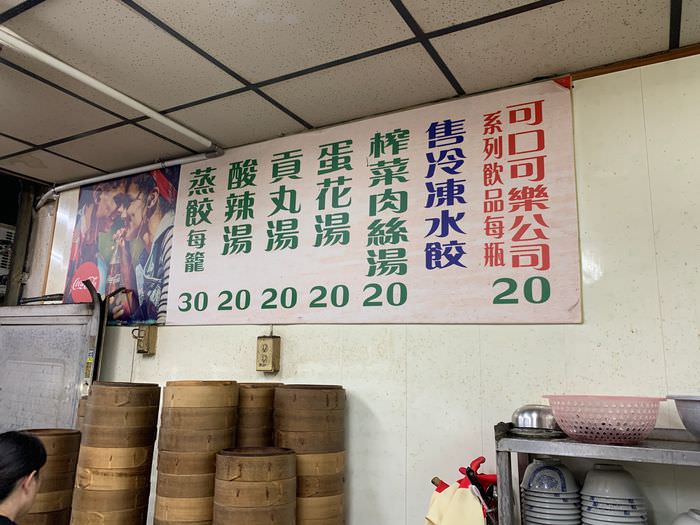 可口可樂公司
系列飲品每瓶
20
售冷凍水餃
榨菜肉絲湯
20
蛋花湯
20
貢丸湯
20
酸辣湯
20
蒸餃每籠
30
Coca-Cola